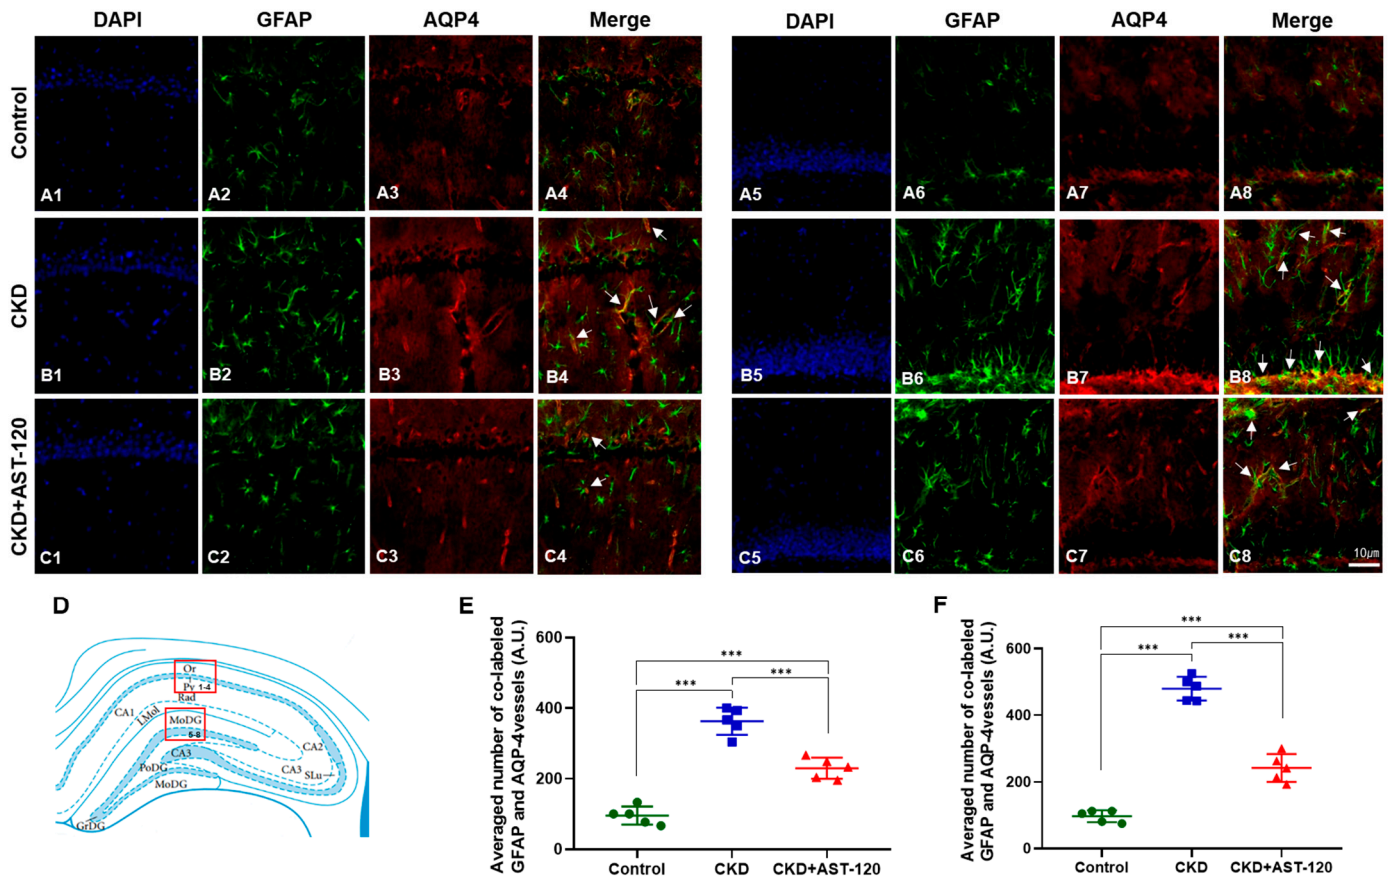 DAPI GFAP AQP4 Merge DAPI GFAP AQP4 Merge
Control
A1 A2 A3 A4 A5 A6 A7 A8
CKD
B1 B2 B3 B4 B5 B6 B7 B8
CKD+AST-120
C1 C2 C3 C4 C5 C6 C7 C8
10μm
D
Or
Py 1-4
Rad
CA1
LMol
MoDG
5-8
CA2
CA3
CA3
SLu
PoDG
MoDG
GrDG
E
Averaged number of co-labeled
GFAP and AQP-4vessels (A.U.)
600
400
200
0
***
***
***
Control CKD CKD+AST-120
F
Averaged number of co-labeled
GFAP and AQP-4vessels (A.U.)
600
400
200
0
***
***
***
Control CKD CKD+AST-120